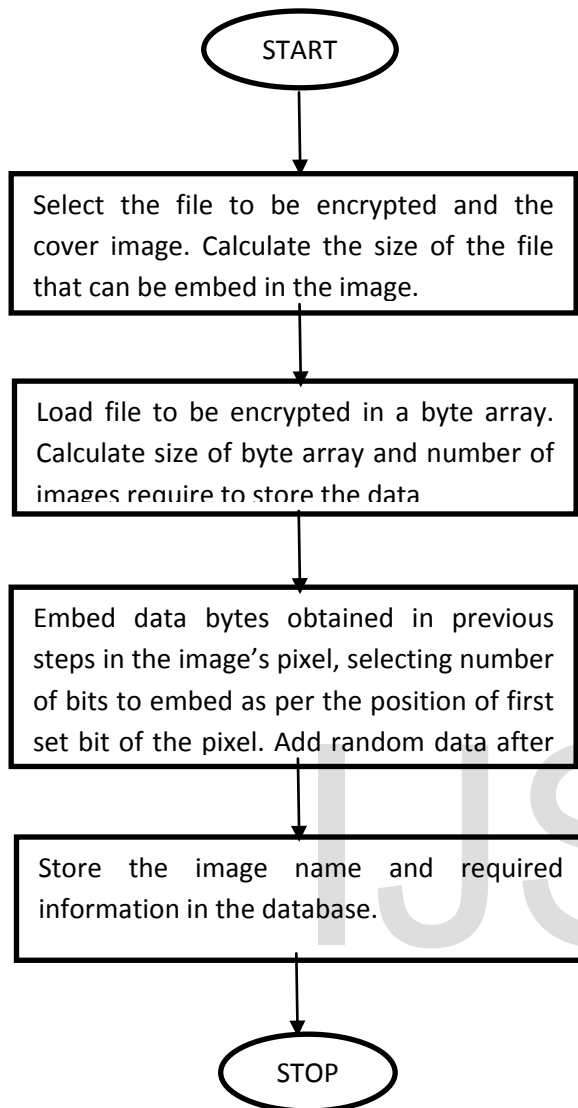 START
Select the file to be encrypted and the
cover image. Calculate the size of the file
that can be embed in the image.
Load file to be encrypted in a byte array.
Calculate size of byte array and number of
images require to store the data
Embed data bytes obtained in previous
steps in the image's pixel, selecting number
of bits to embed as per the position of first
set bit of the pixel. Add random data after
IJS
Store the image name and required
information in the database.
STOP